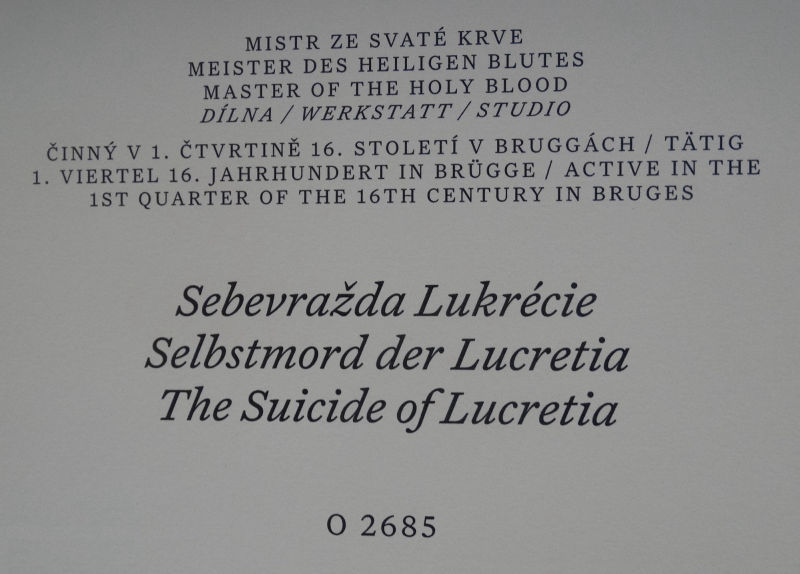 MISTR ZE SVATÉ KRVE
MEISTER DES HEILIGEN BLUTES
MASTER OF THE HOLY BLOOD
DÍLNA / WERKSTATT / STUDIO
ČINNÝ V 1. ČTVRTINĚ 16. STOLETÍ V BRUGGÁCH / TÄTIG
1. VIERTEL 16. JAHRHUNDERT IN BRÜGGE / ACTIVE IN THE
1ST QUARTER OF THE 16TH CENTURY IN BRUGES
Sebevražda Lukrécie
Selbstmord der Lucretia
The Suicide of Lucretia
O 2685